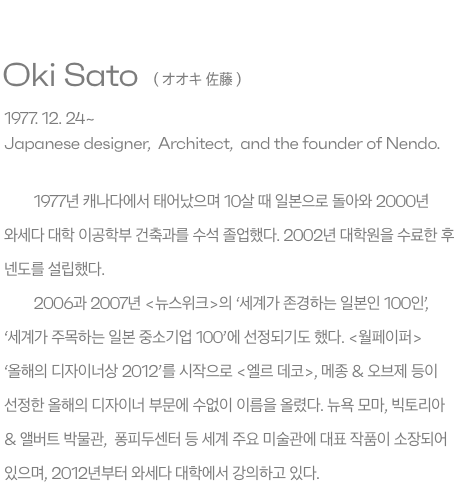 Oki Sato ( オオキ 佐藤 )
1977. 12. 24~
Japanese designer, Architect, and the founder of Nendo.
1977년 캐나다에서 태어났으며 10살 때 일본으로 돌아와 2000년
와세다 대학 이공학부 건축과를 수석 졸업했다. 2002년 대학원을 수료한 후
넨도를 설립했다.
2006과 2007년 <뉴스위크>의 ‘세계가 존경하는 일본인 100인’,
‘세계가 주목하는 일본 중소기업 100’에 선정되기도 했다. <월페이퍼>
‘올해의 디자이너상 2012’를 시작으로 <엘르 데코>, 메종 & 오브제 등이
선정한 올해의 디자이너 부문에 수없이 이름을 올렸다. 뉴욕 모마, 빅토리아
& 앨버트 박물관, 퐁피두센터 등 세계 주요 미술관에 대표 작품이 소장되어
있으며, 2012년부터 와세다 대학에서 강의하고 있다.